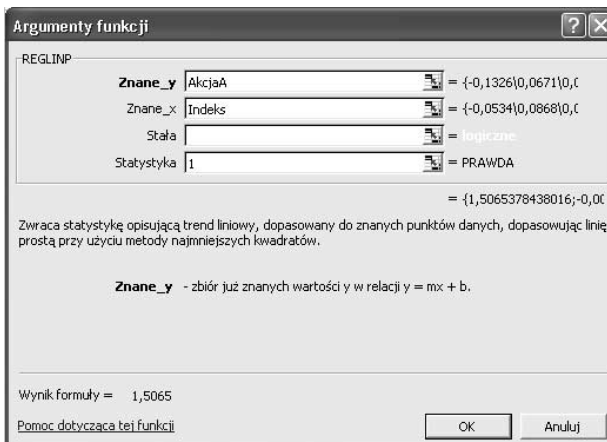 Argumenty funkcji
REGLINP
Znane_y AkcjaA = {-0,1326\0,0671\0,0
Znane_x Indeks = {-0,0534\0,0868\0,0
Stała = logiczne
Statystyka 1 = PRAWDA
= {1,5065378438016;-0,00
Zwraca statystykę opisującą trend liniowy, dopasowany do znanych punktów danych, dopasowując linię
prostą przy użyciu metody najmniejszych kwadratów.
Znane_y - zbiór już znanych wartości y w relacji y = mx + b.
Wynik formuły = 1,5065
Pomoc dotycząca tej funkcji
OK Anuluj